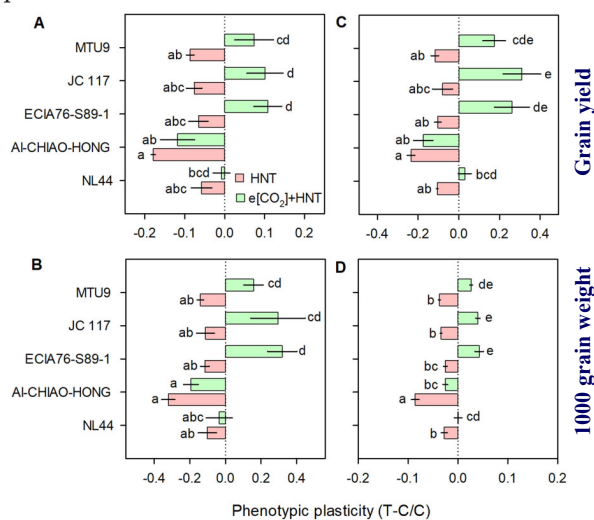 A
MTU9
JC 117
ECIA76-S89-1
AI-CHIAO-HONG
NL44
cd
ab
d
abc
d
abc
ab
a
bcd
abc
HNT
e[CO₂]+HNT
-0.2 -0.1 0.0 0.1 0.2
C
cde
ab
e
abc
de
ab
ab
a
bcd
ab
-0.4 -0.2 0.0 0.2 0.4
Grain yield
B
MTU9
JC 117
ECIA76-S89-1
AI-CHIAO-HONG
NL44
cd
ab
cd
ab
d
ab
a
a
abc
ab
-0.4 0.0 0.4
D
de
b
e
b
e
bc
bc
a
cd
b
-0.2 -0.1 0.0 0.1 0.2
1000 grain weight
Phenotypic plasticity (T-C/C)